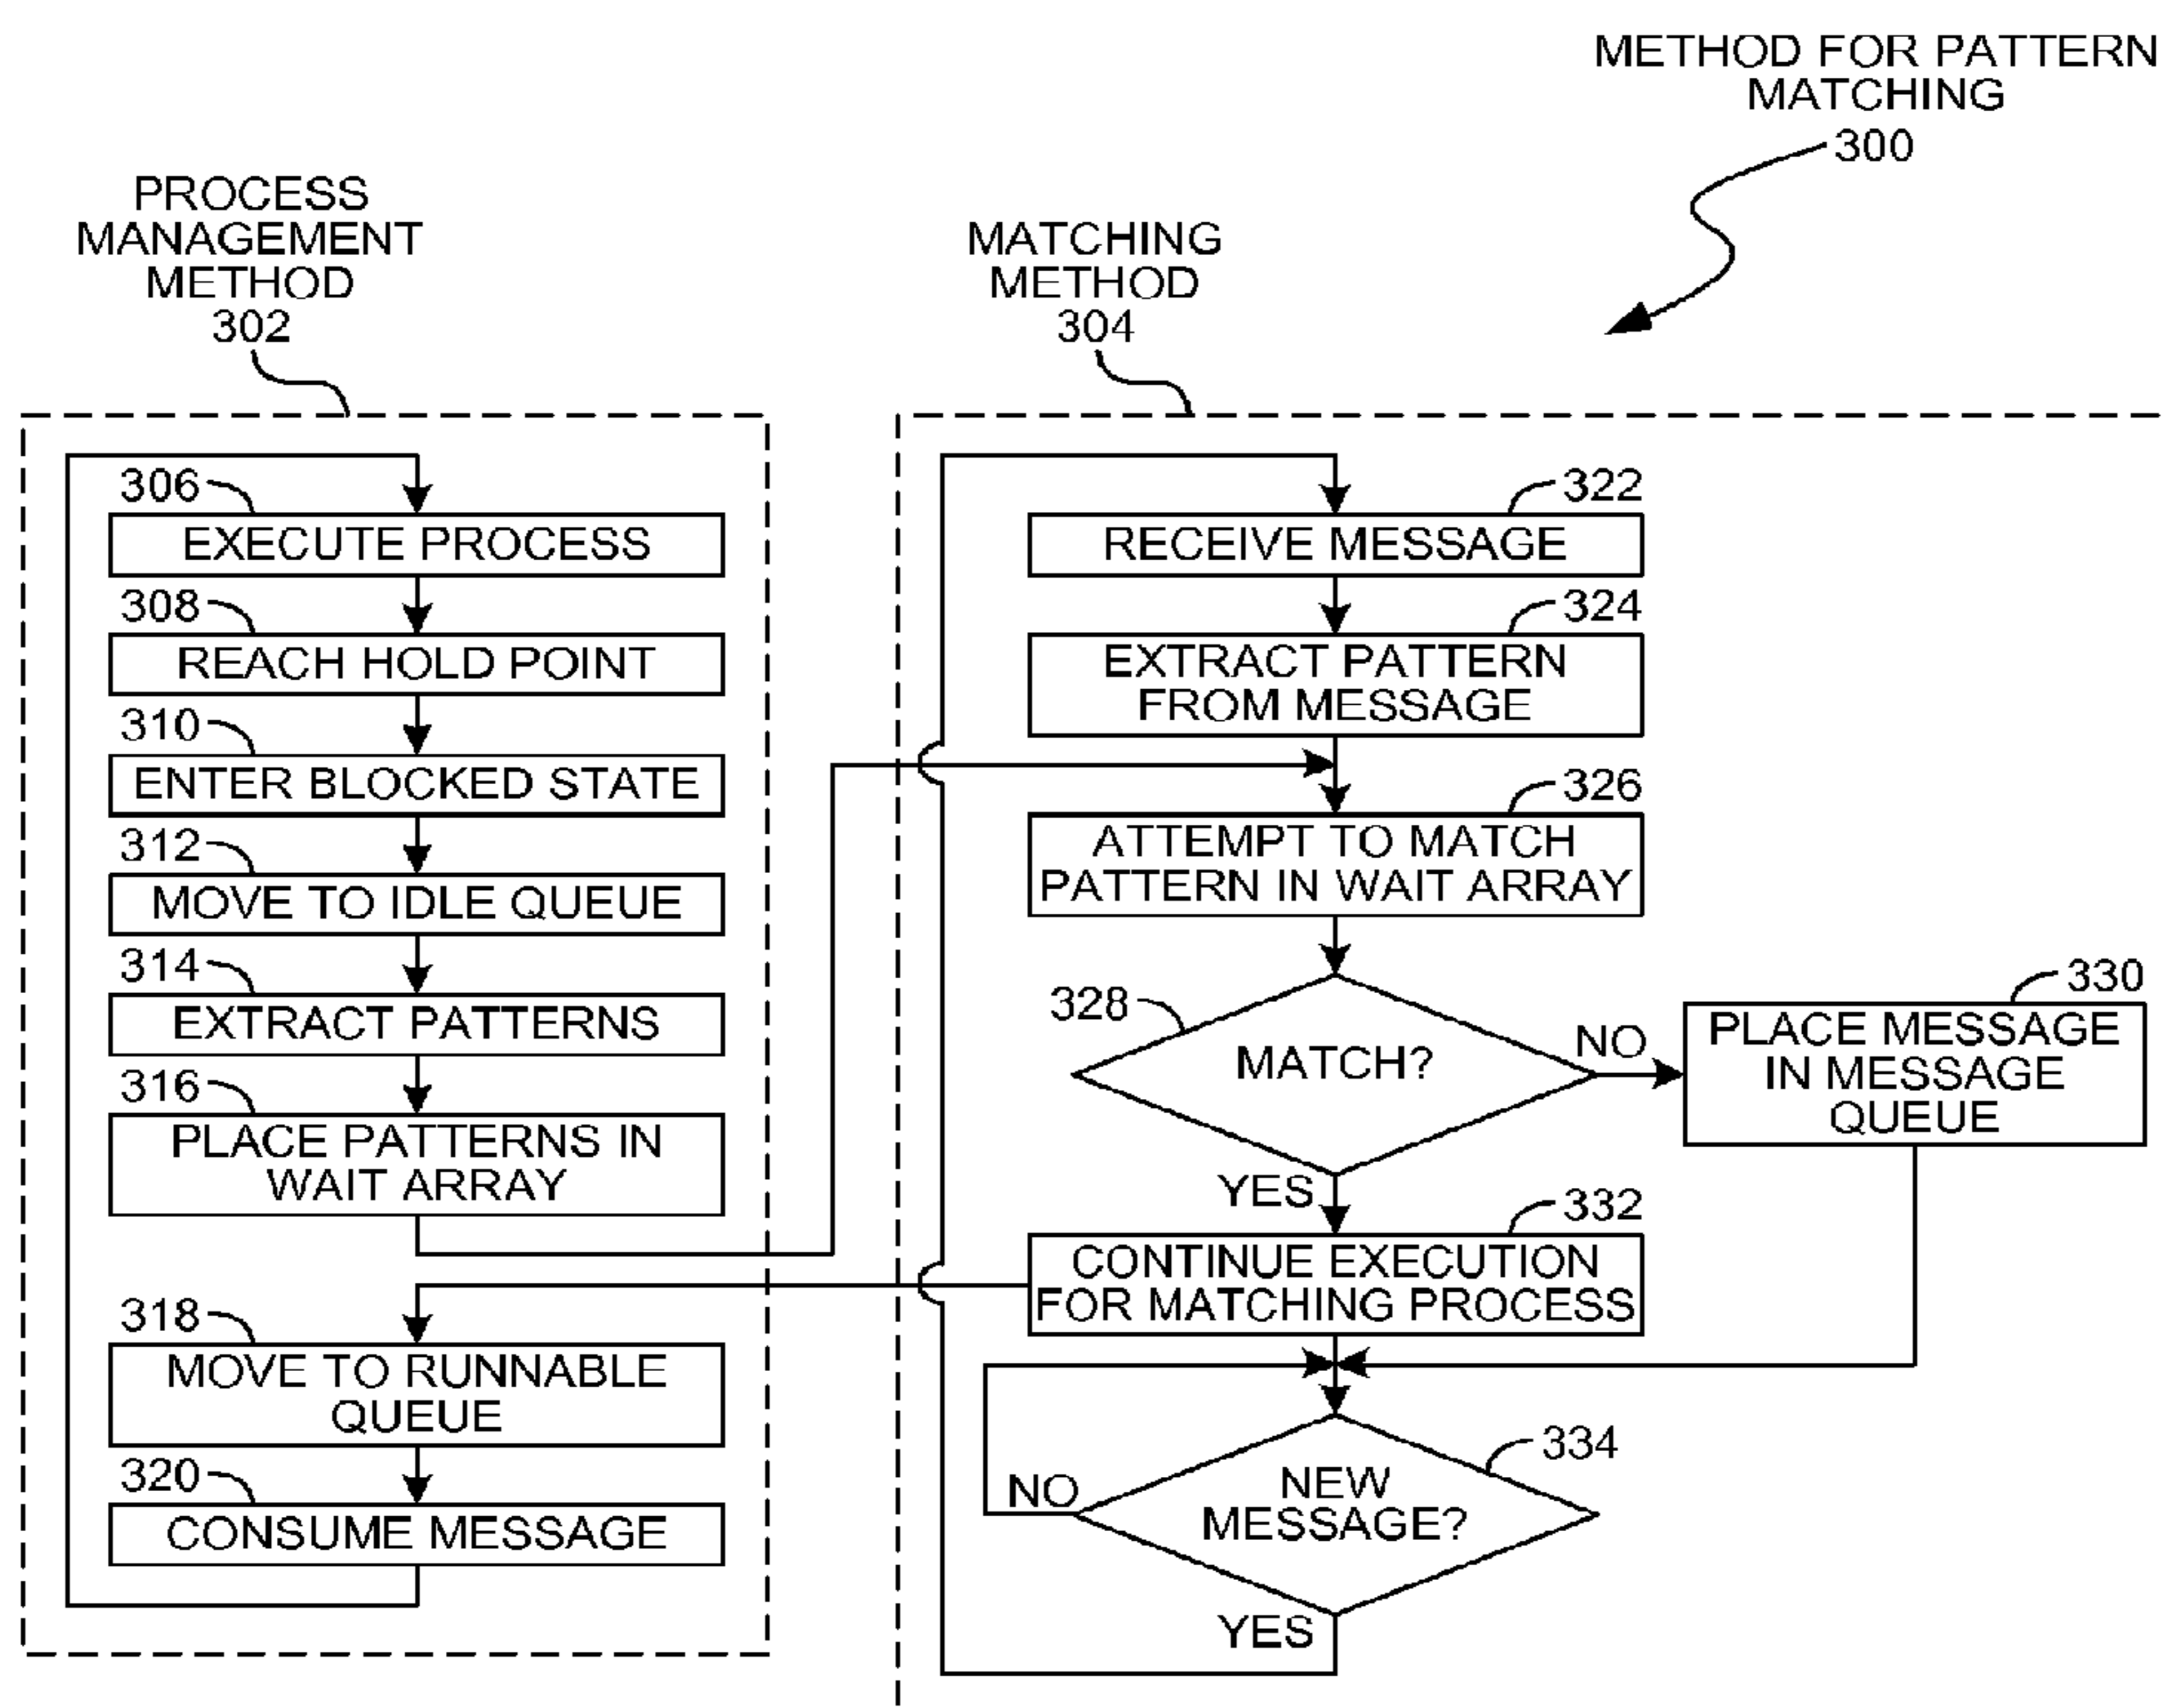 METHOD FOR PATTERN
MATCHING
300
PROCESS
MANAGEMENT
METHOD
302
MATCHING
METHOD
304
306
EXECUTE PROCESS
308
REACH HOLD POINT
310
ENTER BLOCKED STATE
312
MOVE TO IDLE QUEUE
314
EXTRACT PATTERNS
316
PLACE PATTERNS IN
WAIT ARRAY
318
MOVE TO RUNNABLE
QUEUE
320
CONSUME MESSAGE
322
RECEIVE MESSAGE
324
EXTRACT PATTERN
FROM MESSAGE
326
ATTEMPT TO MATCH
PATTERN IN WAIT ARRAY
328
MATCH?
NO
330
PLACE MESSAGE
IN MESSAGE
QUEUE
YES
332
CONTINUE EXECUTION
FOR MATCHING PROCESS
334
NEW
MESSAGE?
NO
YES